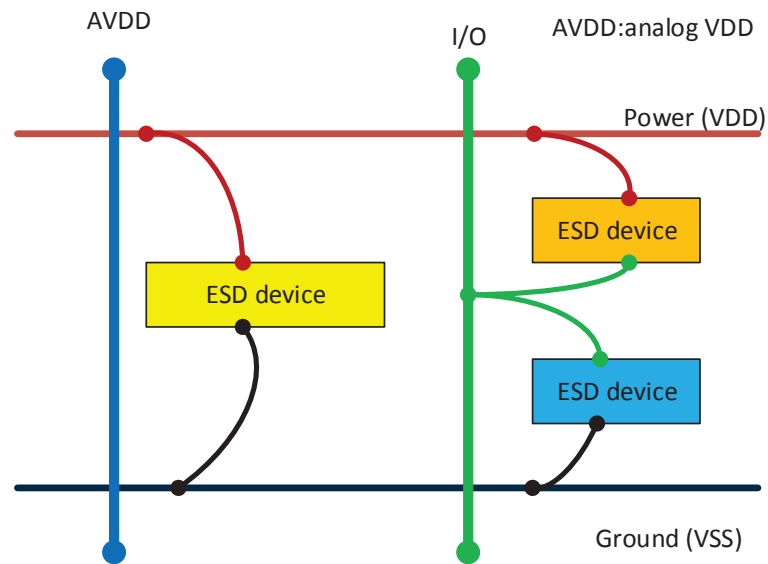 AVDD
I/O
AVDD:analog VDD
Power (VDD)
ESD device
ESD device
ESD device
Ground (VSS)